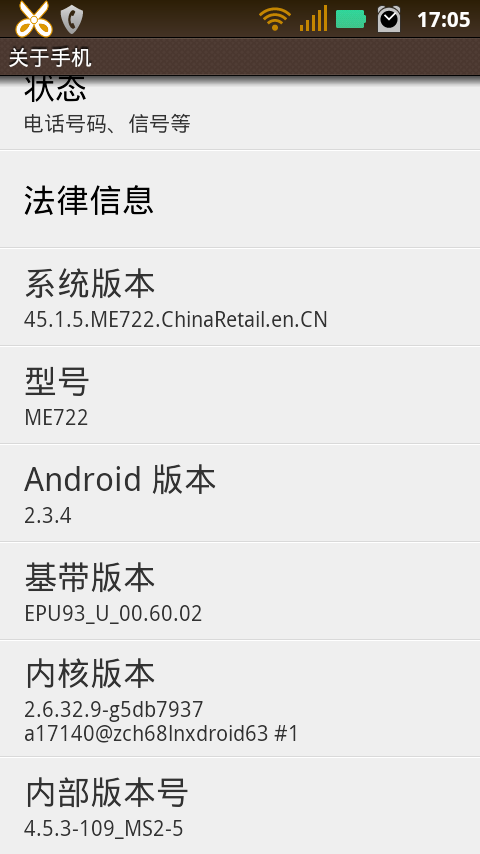 17:05
关于手机
状态
电话号码、信号等
法律信息
系统版本
45.1.5.ME722.ChinaRetail.en.CN
型号
ME722
Android 版本
2.3.4
基带版本
EPU93_U_00.60.02
内核版本
2.6.32.9-g5db7937
a17140@zch68lnxdroid63 #1
内部版本号
4.5.3-109_MS2-5